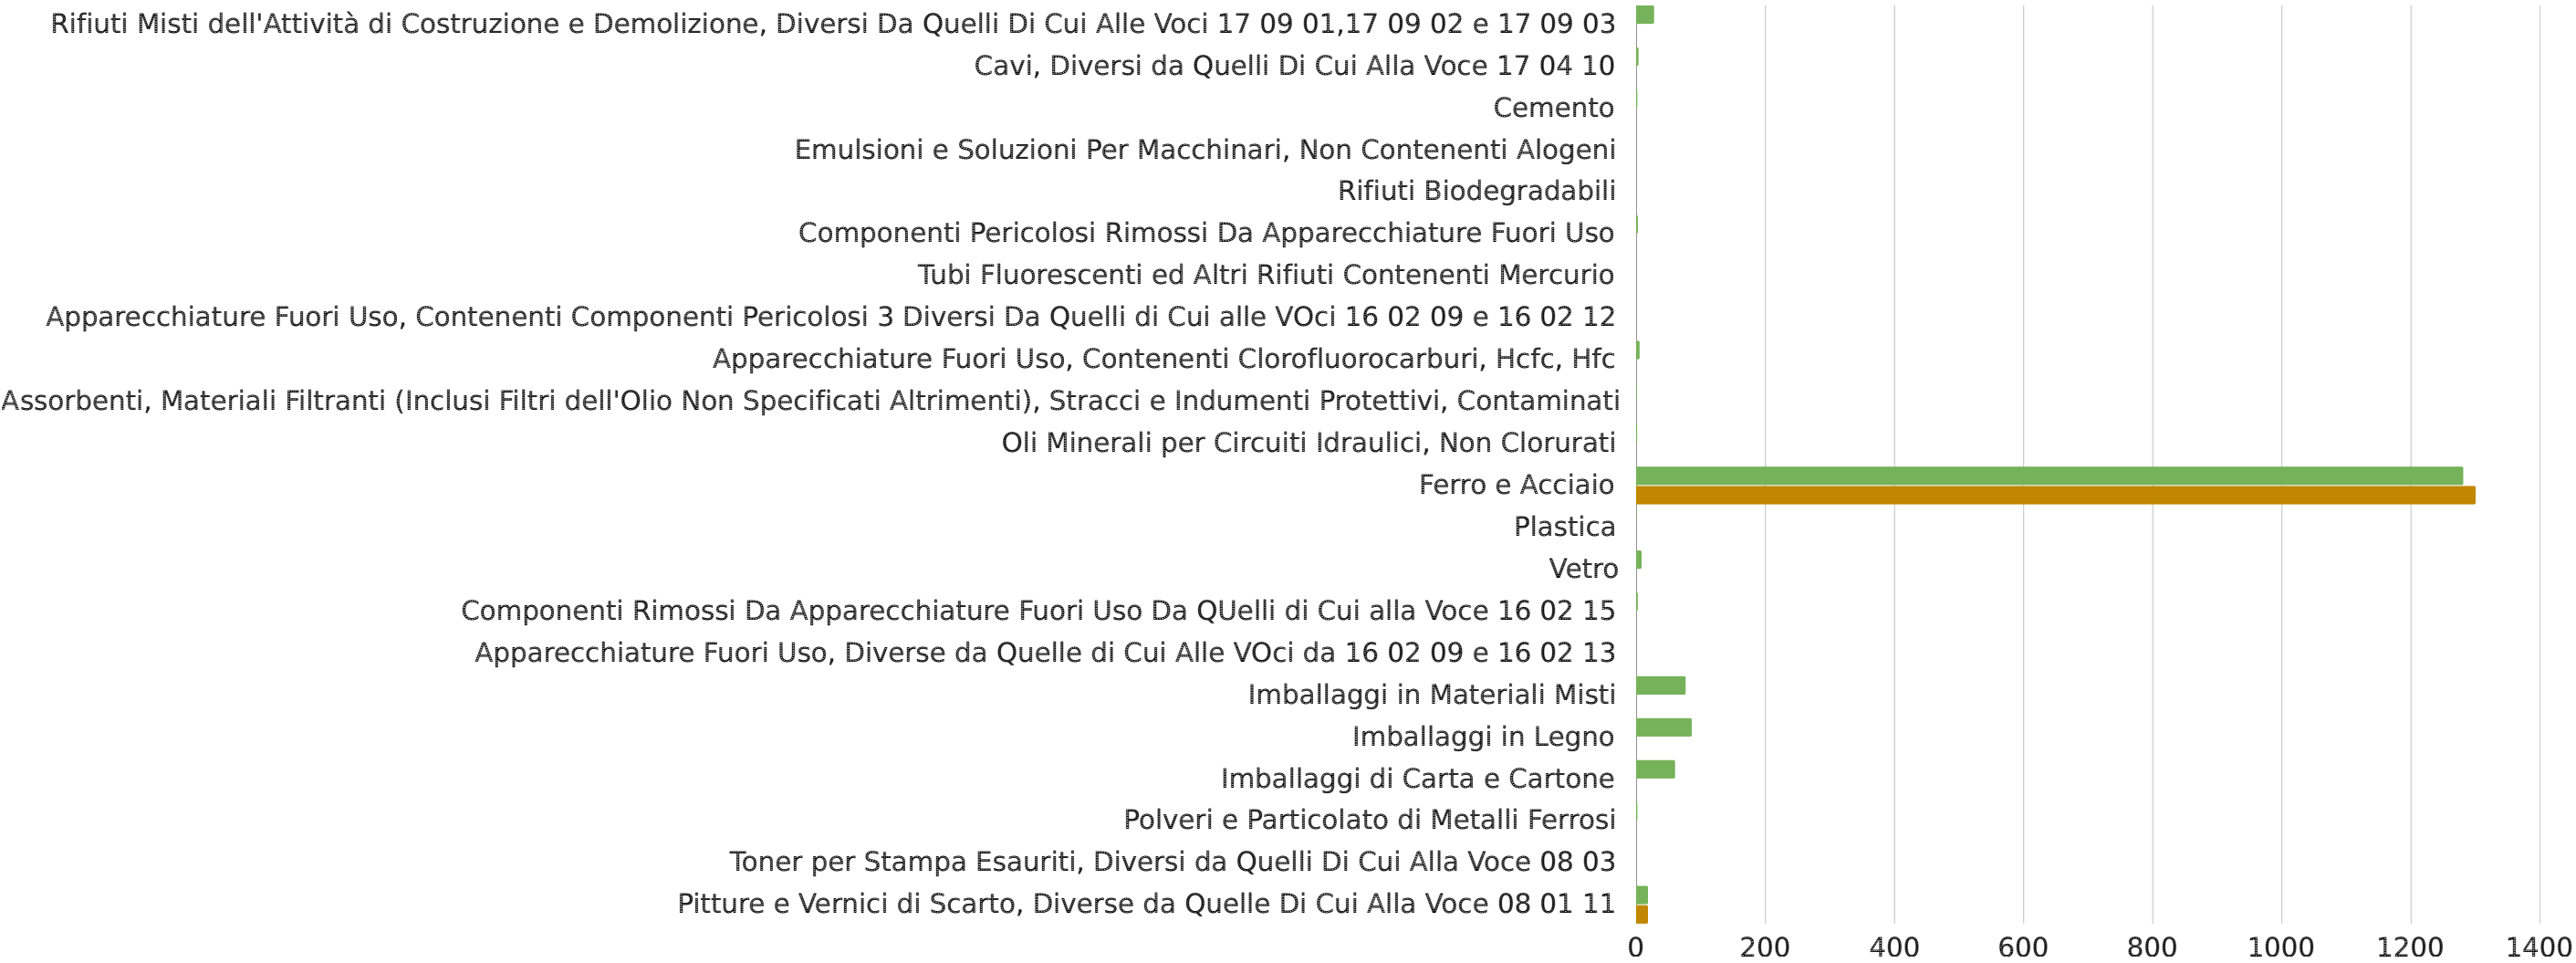 Rifiuti Misti dell'Attività di Costruzione e Demolizione, Diversi Da Quelli Di Cui Alle Voci 17 09 01,17 09 02 e 17 09 03
Cavi, Diversi da Quelli Di Cui Alla Voce 17 04 10
Cemento
Emulsioni e Soluzioni Per Macchinari, Non Contenenti Alogeni
Rifiuti Biodegradabili
Componenti Pericolosi Rimossi Da Apparecchiature Fuori Uso
Tubi Fluorescenti ed Altri Rifiuti Contenenti Mercurio
Apparecchiature Fuori Uso, Contenenti Componenti Pericolosi 3 Diversi Da Quelli di Cui alle VOci 16 02 09 e 16 02 12
Apparecchiature Fuori Uso, Contenenti Clorofluorocarburi, Hcfc, Hfc
Assorbenti, Materiali Filtranti (Inclusi Filtri dell'Olio Non Specificati Altrimenti), Stracci e Indumenti Protettivi, Contaminati
Oli Minerali per Circuiti Idraulici, Non Clorurati
Ferro e Acciaio
Plastica
Vetro
Componenti Rimossi Da Apparecchiature Fuori Uso Da QUelli di Cui alla Voce 16 02 15
Apparecchiature Fuori Uso, Diverse da Quelle di Cui Alle VOci da 16 02 09 e 16 02 13
Imballaggi in Materiali Misti
Imballaggi in Legno
Imballaggi di Carta e Cartone
Polveri e Particolato di Metalli Ferrosi
Toner per Stampa Esauriti, Diversi da Quelli Di Cui Alla Voce 08 03
Pitture e Vernici di Scarto, Diverse da Quelle Di Cui Alla Voce 08 01 11
0 200 400 600 800 1000 1200 1400